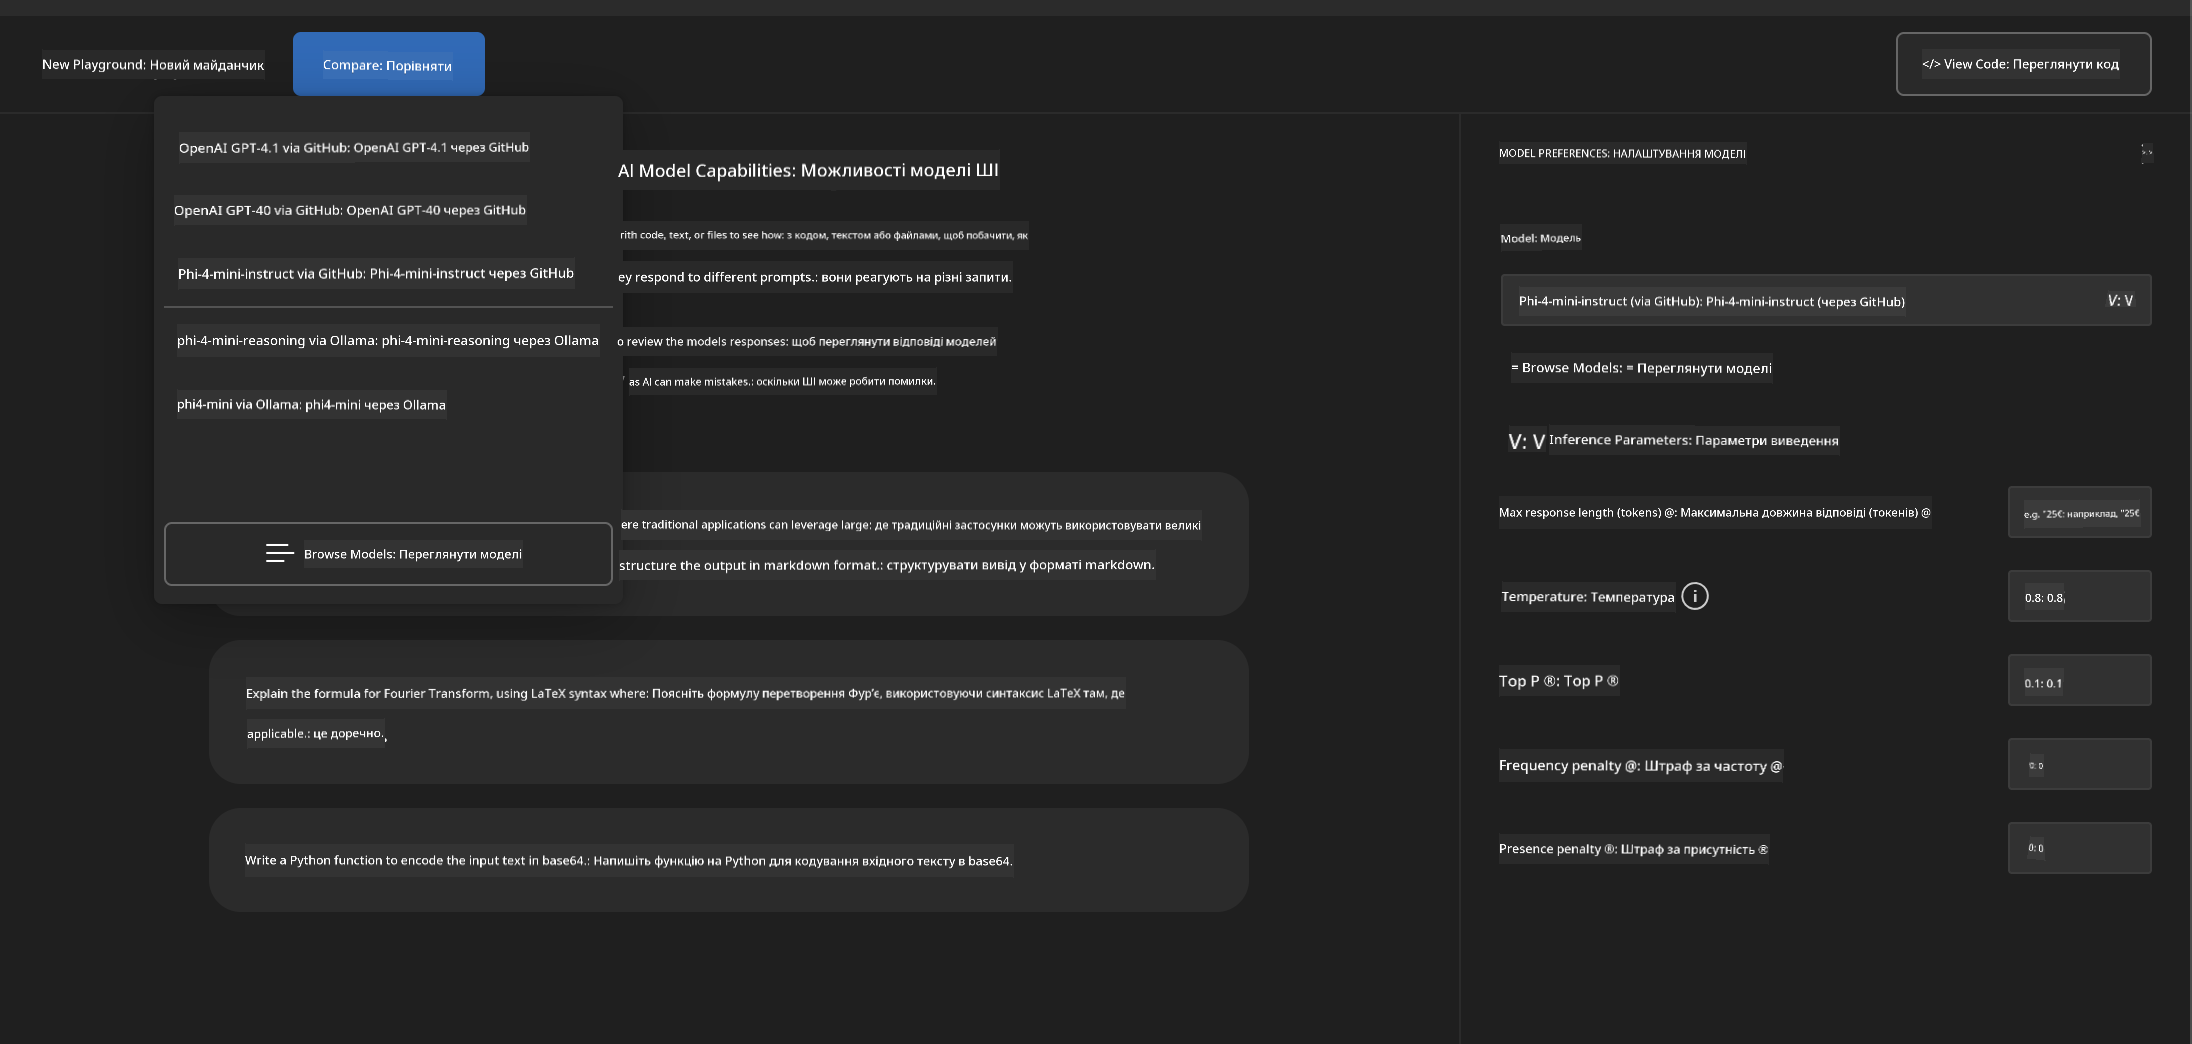 New Playground: Новий майданчик
Compare: Порівняти
</> View Code: Переглянути код
OpenAI GPT-4.1 via GitHub: OpenAI GPT-4.1 через GitHub
OpenAI GPT-40 via GitHub: OpenAI GPT-40 через GitHub
Phi-4-mini-instruct via GitHub: Phi-4-mini-instruct через GitHub
phi-4-mini-reasoning via Ollama: phi-4-mini-reasoning через Ollama
phi4-mini via Ollama: phi4-mini через Ollama
Browse Models: Переглянути моделі
AI Model Capabilities: Можливості моделі ШІ
rith code, text, or files to see how: з кодом, текстом або файлами, щоб побачити, як
ey respond to different prompts.: вони реагують на різні запити.
o review the models responses: щоб переглянути відповіді моделей
as AI can make mistakes.: оскільки ШІ може робити помилки.
ere traditional applications can leverage large: де традиційні застосунки можуть використовувати великі
structure the output in markdown format.: структурувати вивід у форматі markdown.
Explain the formula for Fourier Transform, using LaTeX syntax where: Поясніть формулу перетворення Фур'є, використовуючи синтаксис LaTeX там, де
applicable.: це доречно.
Write a Python function to encode the input text in base64.: Напишіть функцію на Python для кодування вхідного тексту в base64.
MODEL PREFERENCES: НАЛАШТУВАННЯ МОДЕЛІ
Model: Модель
Phi-4-mini-instruct (via GitHub): Phi-4-mini-instruct (через GitHub)
V: V
= Browse Models: = Переглянути моделі
V: V Inference Parameters: Параметри виведення
Max response length (tokens) @: Максимальна довжина відповіді (токенів) @
e.g. "25€: наприклад, "25€
Temperature: Температура
0.8: 0.8
Top P ®: Top P ®
0.1: 0.1
Frequency penalty @: Штраф за частоту @
Presence penalty ®: Штраф за присутність ®
0: 0